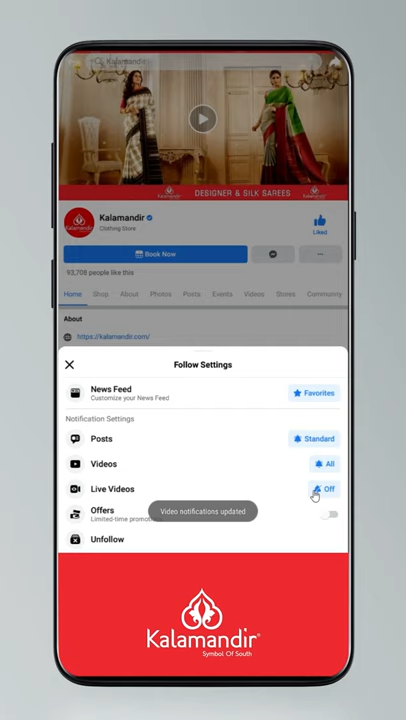 Kalamandir
DESIGNER & SILK SAREES
Kalamandir
Clothing Store
Liked
Book Now
93,708 people like this
Home Shop About Photos Posts Events Videos Stores Community
About
https://kalamandir.com/
Follow Settings
News Feed
Customize your News Feed
Favorites
Notification Settings
Posts
Standard
Videos
All
Live Videos
Off
Video notifications updated
Offers
Limited-time promotions
Unfollow
Kalamandir®
Symbol Of South